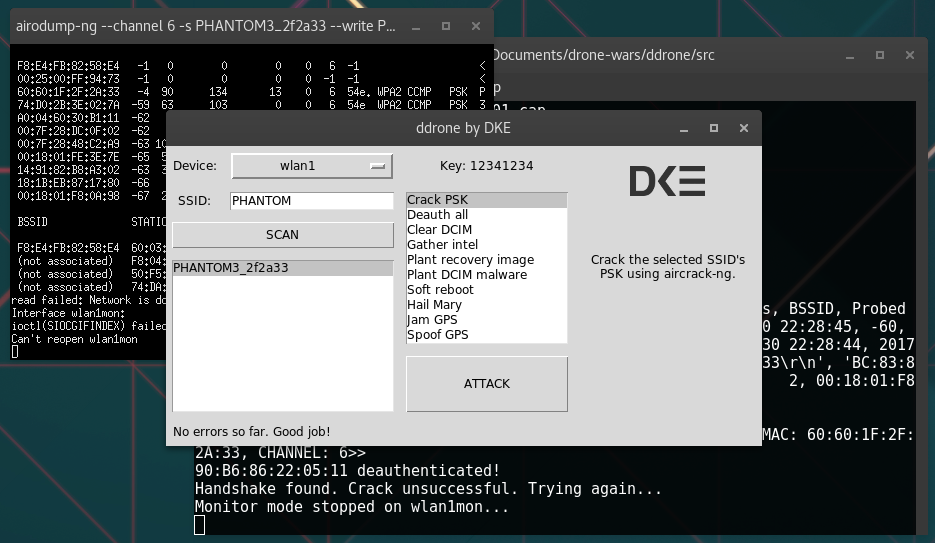 airodump-ng --channel 6 -s PHANTOM3_2f2a33 --write P...
F8:E4:FB:82:58:E4 -1 0 0 0 6 -1 <
00:25:00:FF:94:73 -1 0 0 0 -1 -1 <
60:60:1F:2F:2A:33 -4 90 134 13 0 6 54e. WPA2 CCMP PSK P
74:D0:2B:3E:02:7A -59 63 103 0 0 6 54e WPA2 CCMP PSK 3
A0:04:60:30:B1:11 -62
00:7F:28:DC:0F:02 -62
00:7F:28:48:C2:A9 -63 10
00:18:01:FE:3E:7E -65
14:91:82:B8:A3:02 -63
18:1B:EB:87:17:80 -66
00:18:01:F8:0A:98 -67 2
BSSID STATIO
F8:E4:FB:82:58:E4 60:03:
(not associated) F8:04:
(not associated) 50:F5:
(not associated) 74:DA:
read failed: Network is do
Interface wlan1mon:
ioctl(SIOCGIFINDEX) failed
Can't reopen wlan1mon
Documents/drone-wars/ddrone/src
p
01.cap
ddrone by DKE
Device: wlan1
Key: 12341234
SSID: PHANTOM
SCAN
PHANTOM3_2f2a33
Crack PSK
Deauth all
Clear DCIM
Gather intel
Plant recovery image
Plant DCIM malware
Soft reboot
Hail Mary
Jam GPS
Spoof GPS
ATTACK
DKE
Crack the selected SSID's
PSK using aircrack-ng.
No errors so far. Good job!
s, BSSID, Probed
0 22:28:45, -60,
30 22:28:44, 2017
33\r\n', 'BC:83:8
2, 00:18:01:F8
MAC: 60:60:1F:2F:
2A:33, CHANNEL: 6>>
90:B6:86:22:05:11 deauthenticated!
Handshake found. Crack unsuccessful. Trying again...
Monitor mode stopped on wlan1mon...